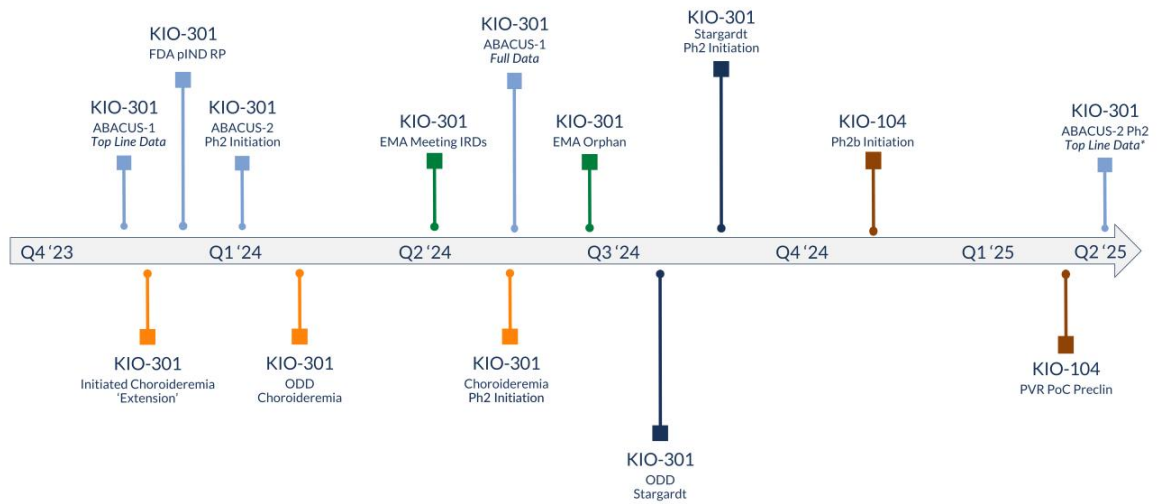 KIO-301
FDA pIND RP
KIO-301
ABACUS-1
Full Data
KIO-301
Stargardt
Ph2 Initiation
KIO-301
ABACUS-1
Top Line Data
KIO-301
ABACUS-2
Ph2 Initiation
KIO-301
EMA Meeting IRDs
KIO-301
EMA Orphan
KIO-104
Ph2b Initiation
KIO-301
ABACUS-2 Ph2
Top Line Data*
Q4 ‘23
Q1 ‘24
Q2 ‘24
Q3 ‘24
Q4 ‘24
Q1 ‘25
Q2 ‘25
KIO-301
Initiated Choroideremia
‘Extension’
KIO-301
ODD
Choroideremia
KIO-301
Choroideremia
Ph2 Initiation
KIO-104
PVR PoC Preclin
KIO-301
ODD
Stargardt